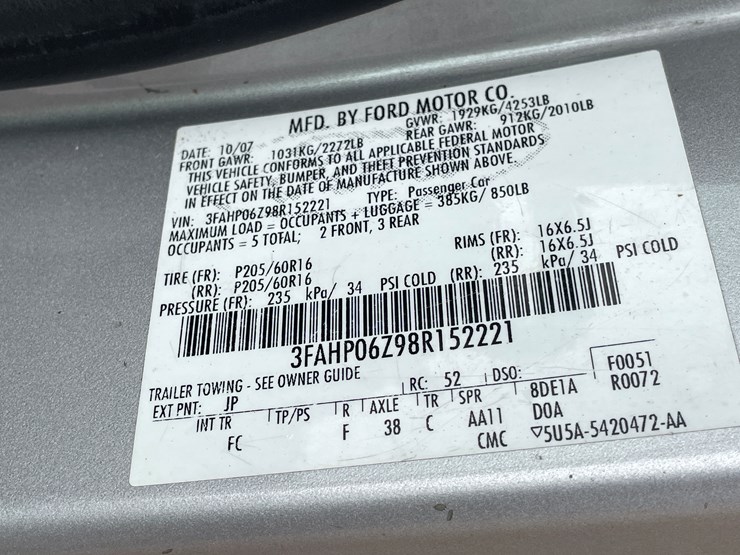 MFD. BY FORD MOTOR CO.
DATE: 10/07 GVWR: 1929KG/4253LB
FRONT GAWR: 1031KG/2272LB REAR GAWR: 912KG/2010LB
THIS VEHICLE CONFORMS TO ALL APPLICABLE FEDERAL MOTOR
VEHICLE SAFETY, BUMPER, AND THEFT PREVENTION STANDARDS
IN EFFECT ON THE DATE OF MANUFACTURE SHOWN ABOVE.
VIN: 3FAHP06Z98R152221 TYPE: Passenger Car
MAXIMUM LOAD = OCCUPANTS + LUGGAGE = 385KG/ 850LB
OCCUPANTS = 5 TOTAL; 2 FRONT, 3 REAR
TIRE (FR): P205/60R16 RIMS (FR): 16X6.5J
(RR): P205/60R16 (RR): 16X6.5J
PRESSURE (FR): 235 kPa/ 34 PSI COLD (RR): 235 kPa/ 34 PSI COLD
3FAHP06Z98R152221
TRAILER TOWING - SEE OWNER GUIDE
EXT PNT: JP RC: 52 DSO: F0051
INT TR TP/PS R AXLE TR SPR 8DE1A R0072
FC F 38 C AA11 D0A
CMC ▽5U5A-5420472-AA